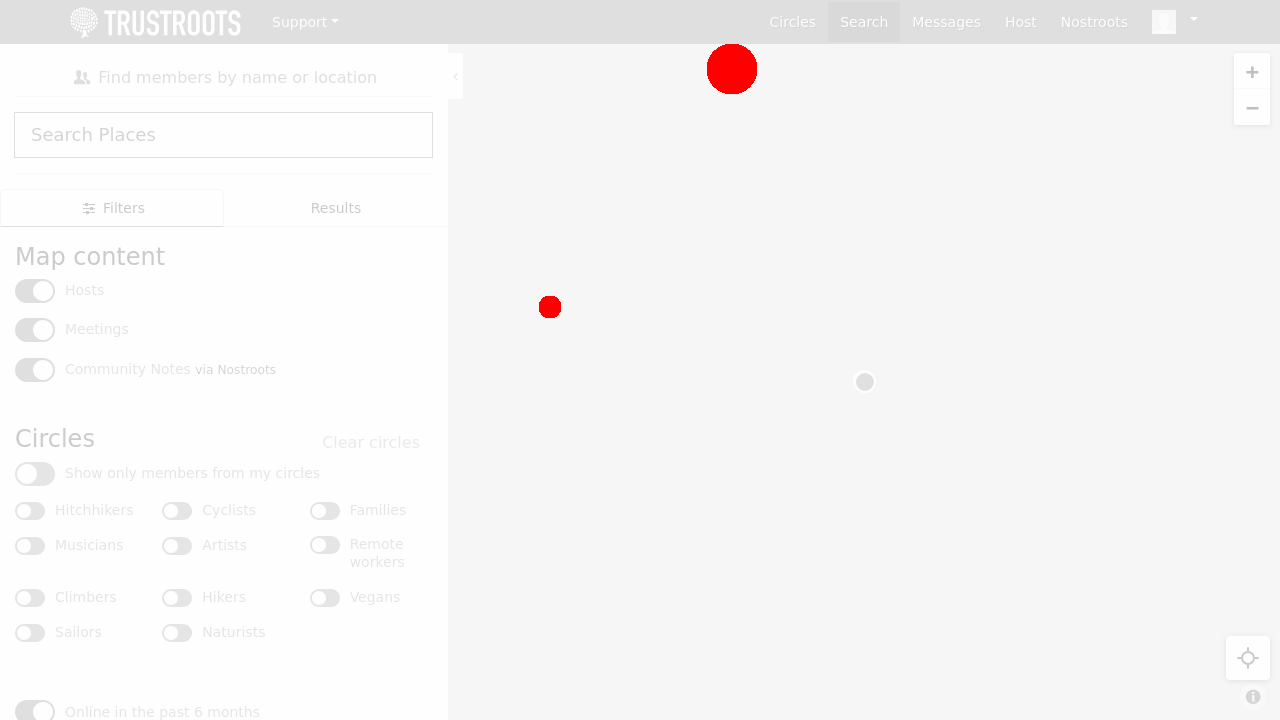 TRUSTROOTS Support Circles Search Messages Host Nostroots
Find members by name or location
Search Places
Filters Results
Map content
Hosts
Meetings
Community Notes via Nostroots
Circles Clear circles
Show only members from my circles
Hitchhikers Cyclists Families
Musicians Artists Remote workers
Climbers Hikers Vegans
Sailors Naturists
Online in the past 6 months